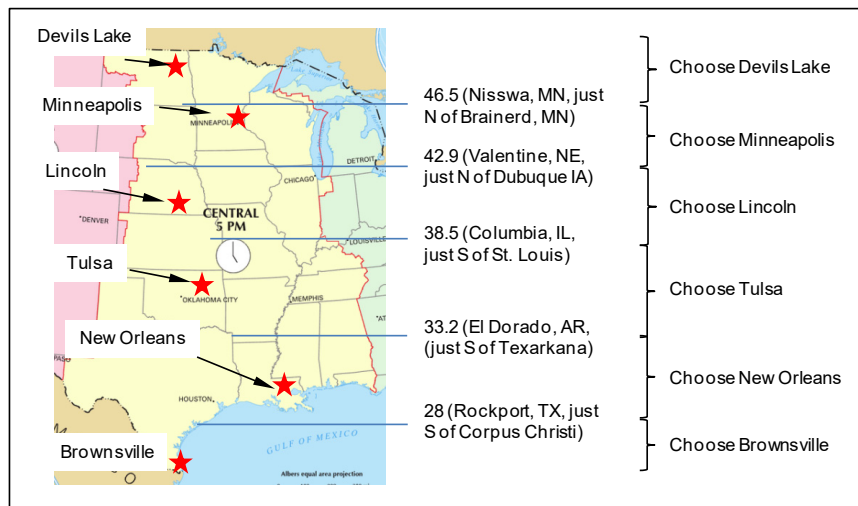 Devils Lake
Minneapolis
Lincoln
Tulsa
New Orleans
Brownsville
Lake Superior
MINNEAPOLIS
DETROIT
CHICAGO
DENVER
CENTRAL
5 PM
LOUISVILLE
OKLAHOMA CITY
MEMPHIS
AT
PASO
HOUSTON
GULF OF MEXICO
Albers equal area projection
46.5 (Nisswa, MN, just
N of Brainerd, MN)
42.9 (Valentine, NE,
just N of Dubuque IA)
38.5 (Columbia, IL,
just S of St. Louis)
33.2 (El Dorado, AR,
(just S of Texarkana)
28 (Rockport, TX, just
S of Corpus Christi)
Choose Devils Lake
Choose Minneapolis
Choose Lincoln
Choose Tulsa
Choose New Orleans
Choose Brownsville